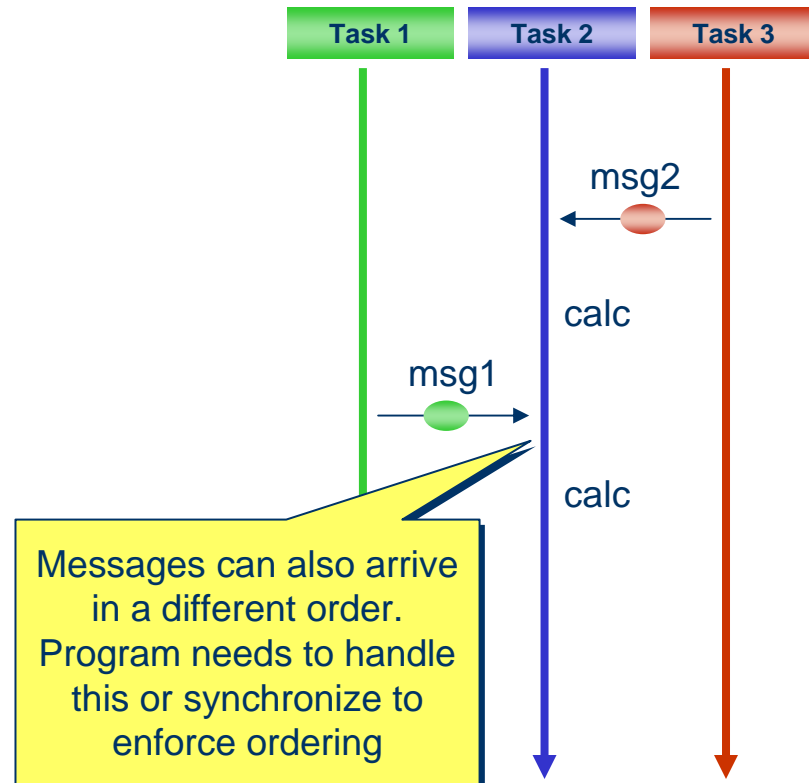 Task 1
Task 2
Task 3
msg2
calc
msg1
calc
Messages can also arrive
in a different order.
Program needs to handle
this or synchronize to
enforce ordering